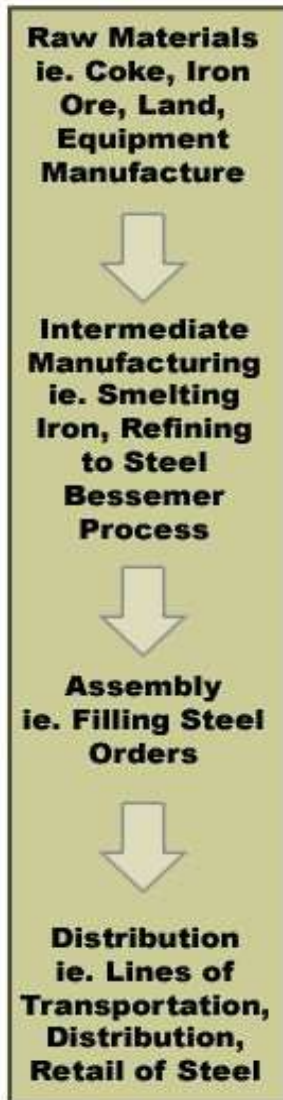 Raw Materials
ie. Coke, Iron
Ore, Land,
Equipment
Manufacture
Intermediate
Manufacturing
ie. Smelting
Iron, Refining
to Steel
Bessemer
Process
Assembly
ie. Filling Steel
Orders
Distribution
ie. Lines of
Transportation,
Distribution,
Retail of Steel